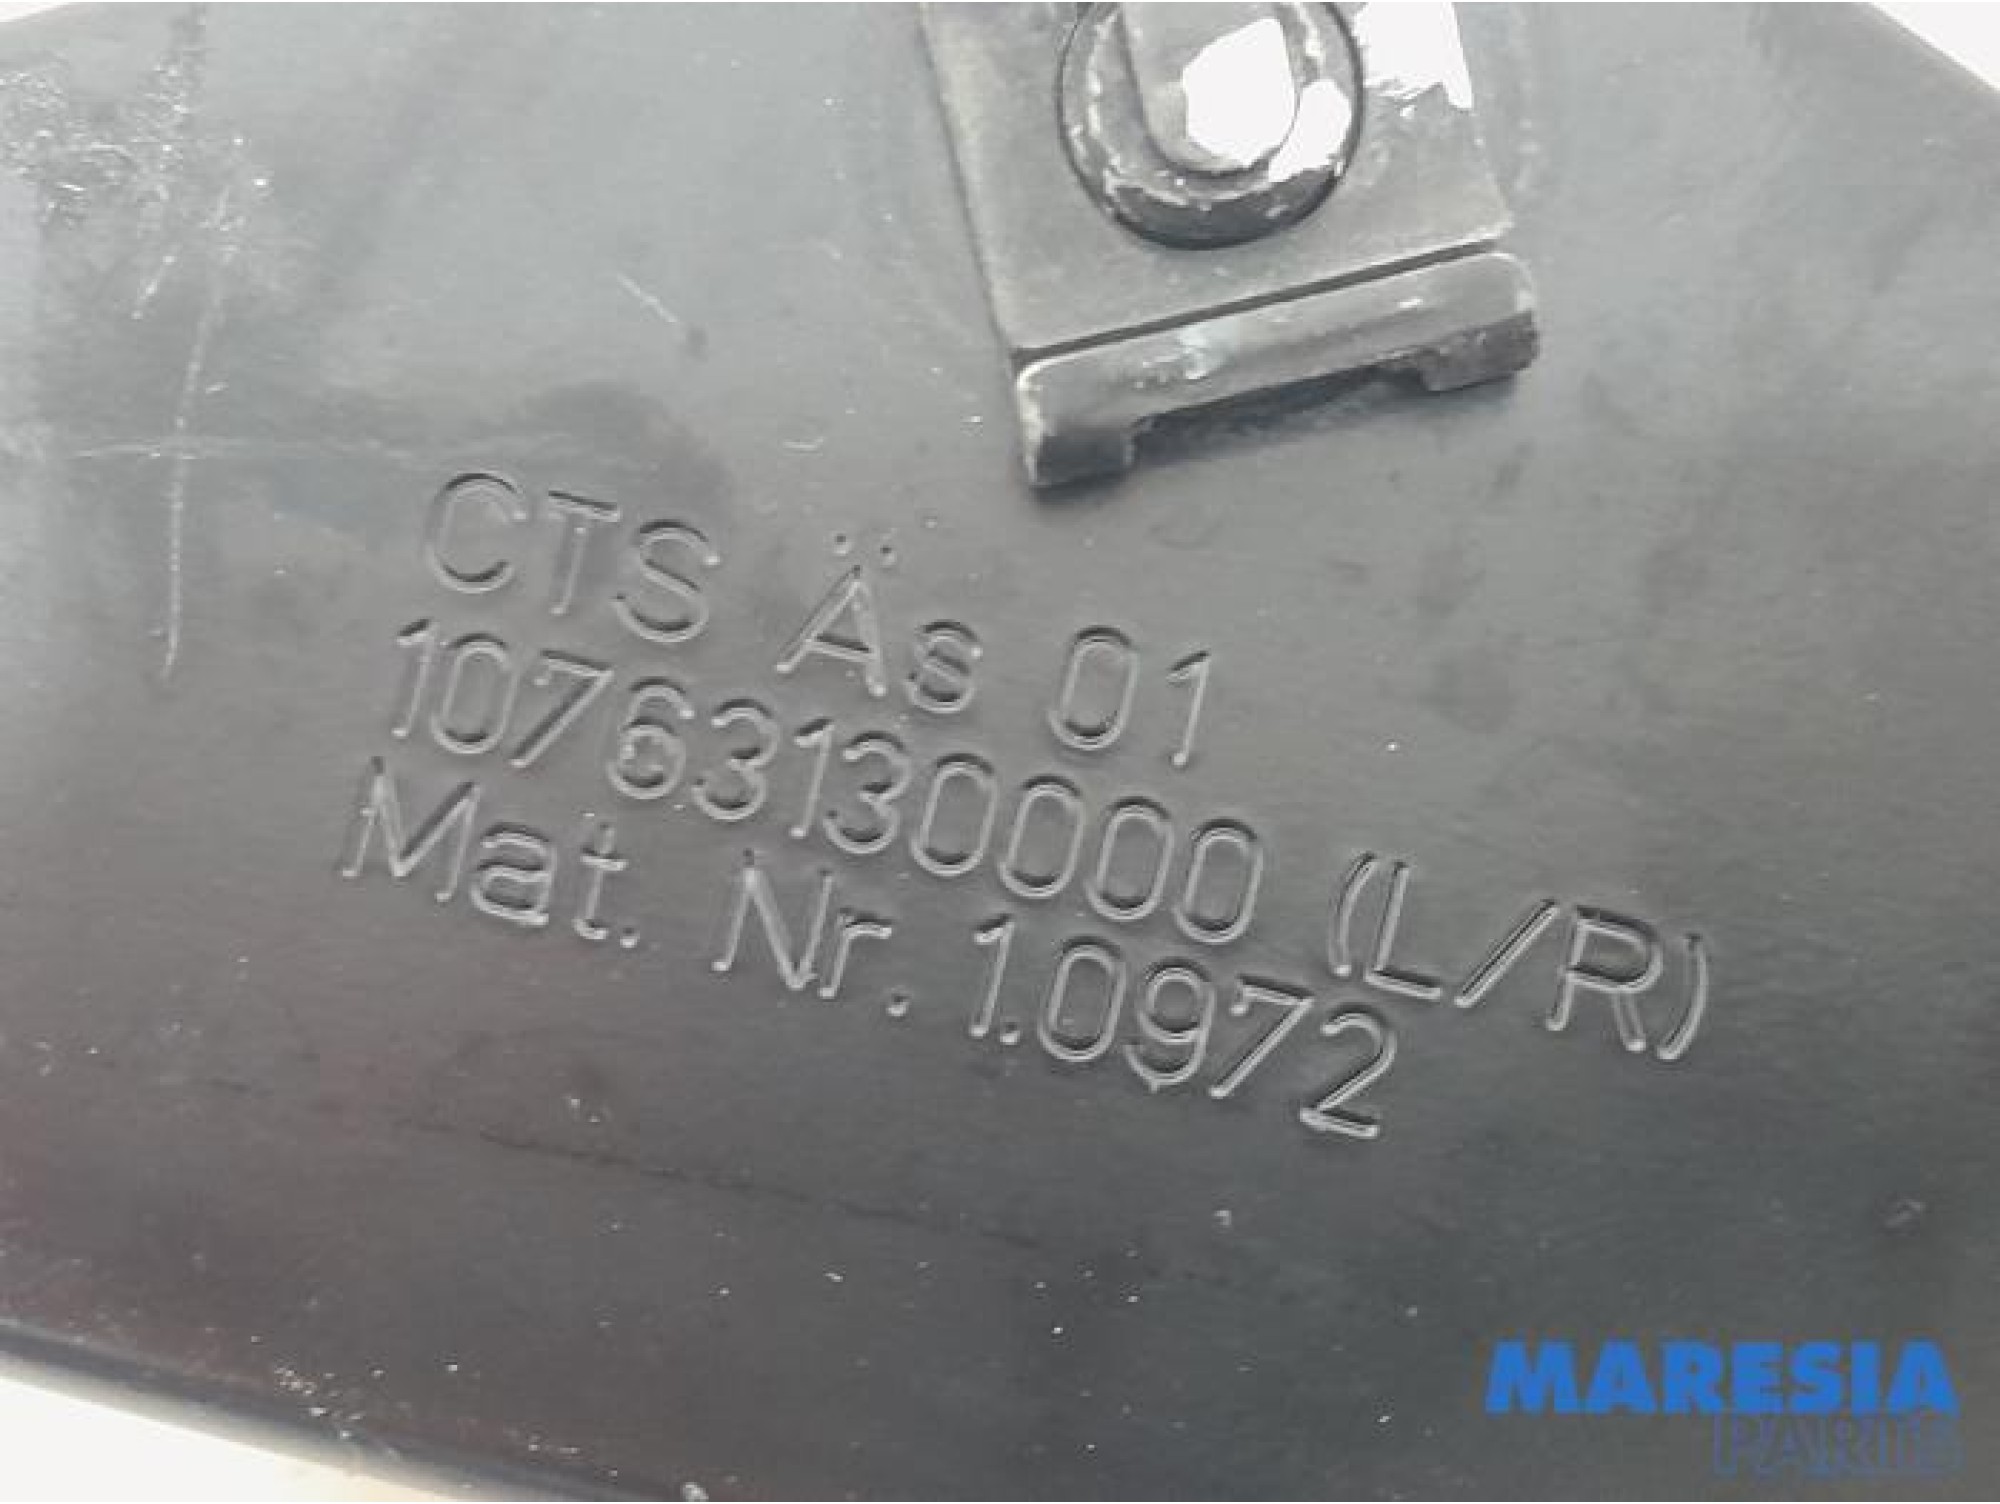 CTS Äs 01
10763130000 (L/R)
Mat. Nr. 1.0972
MARESIA
PARTS